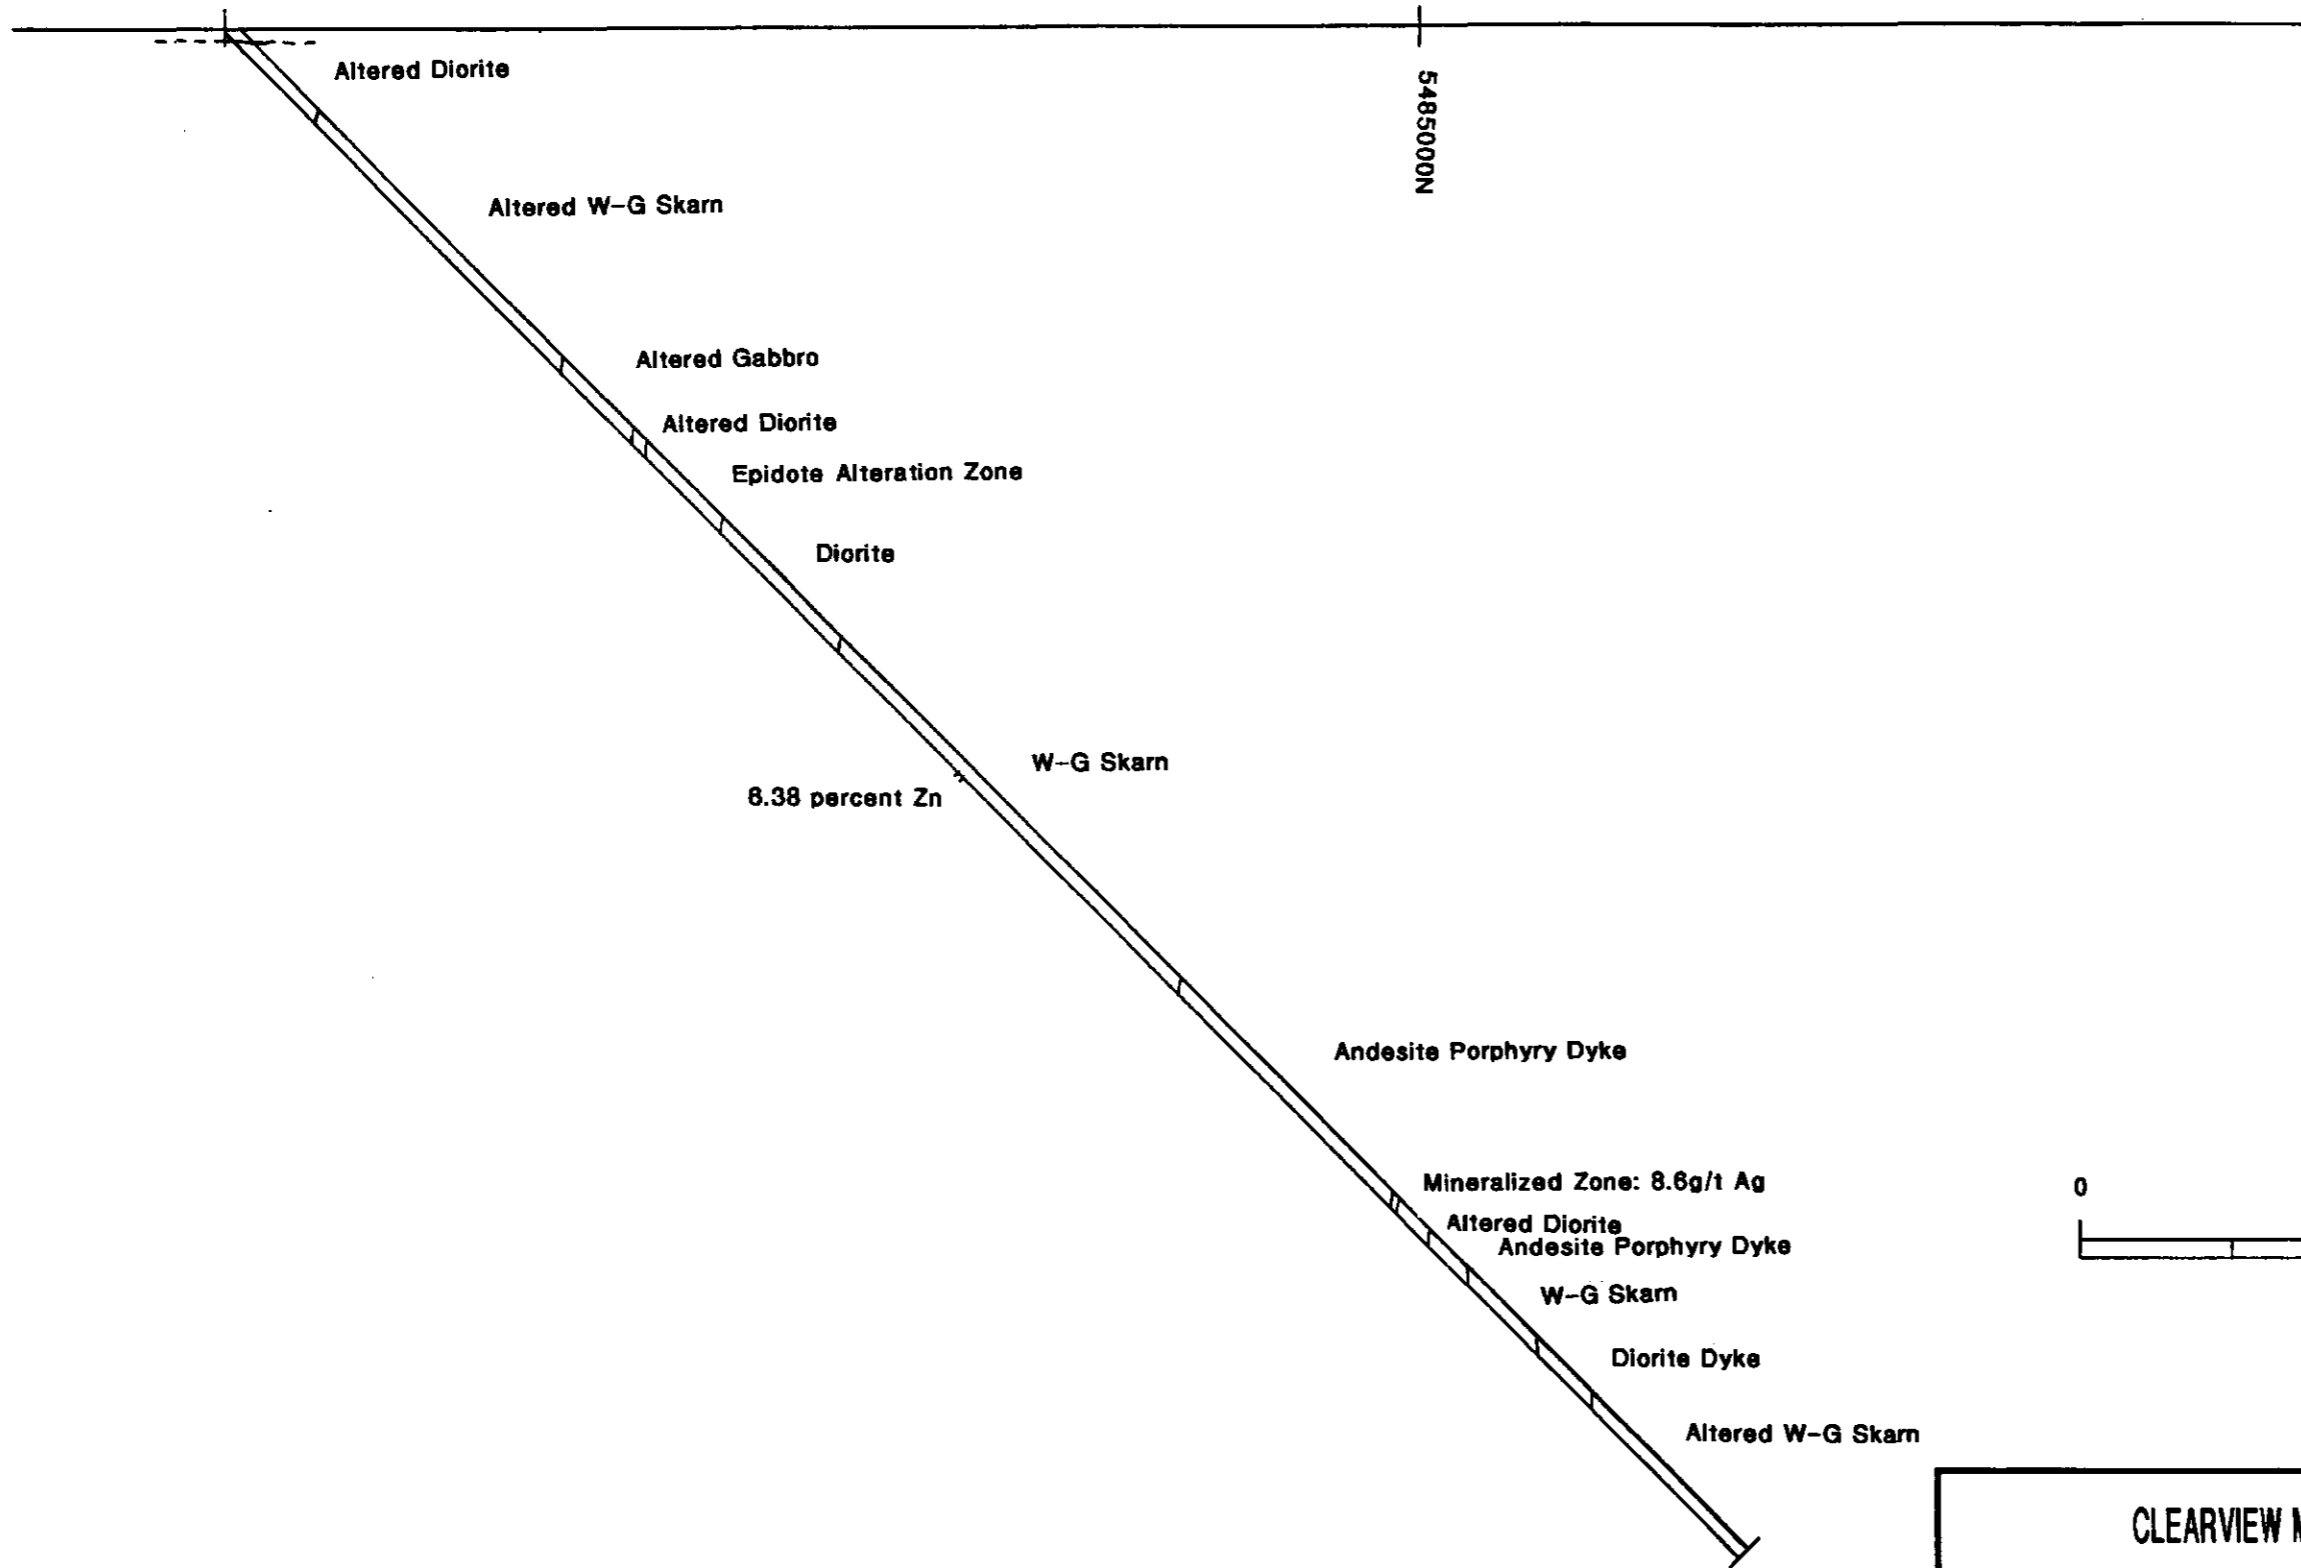 Altered Diorite
5485000N
Altered W-G Skarn
Altered Gabbro
Altered Diorite
Epidote Alteration Zone
Diorite
W-G Skarn
6.38 percent Zn
Andesite Porphyry Dyke
Mineralized Zone: 8.6g/t Ag
0
Altered Diorite
Andesite Porphyry Dyke
W-G Skarn
Diorite Dyke
Altered W-G Skarn
CLEARVIEW M